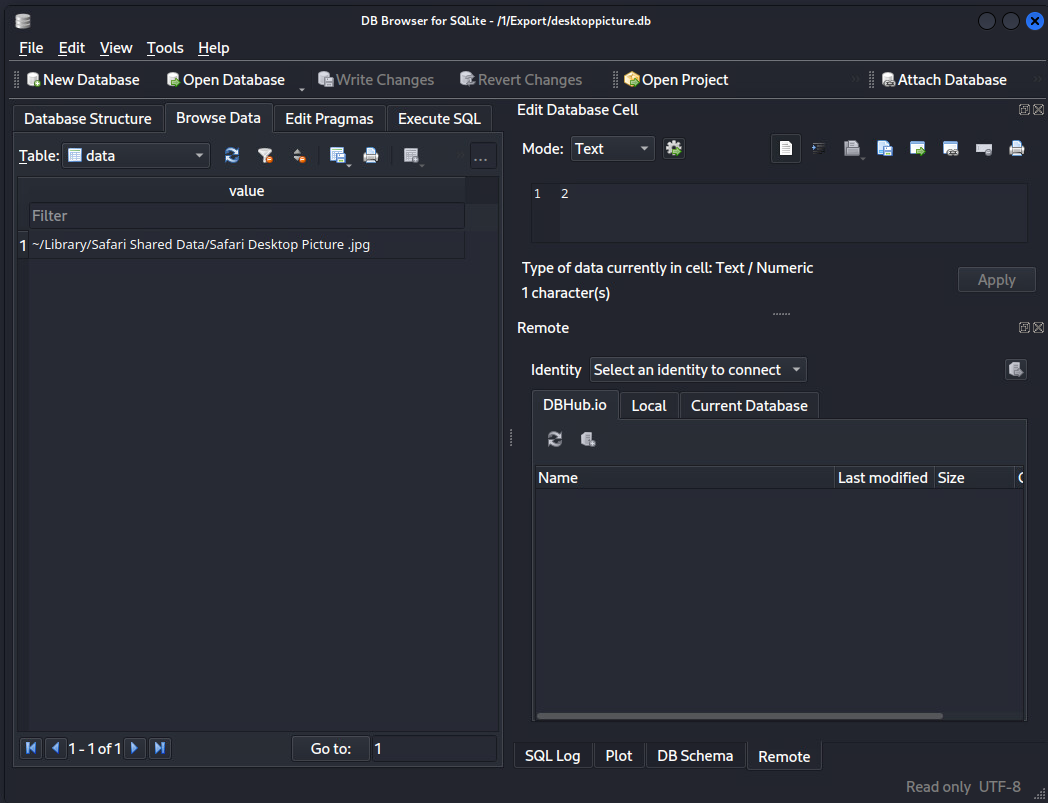 DB Browser for SQLite - /1/Export/desktoppicture.db
File Edit View Tools Help
New Database Open Database Write Changes Revert Changes Open Project Attach Database
Database Structure Browse Data Edit Pragmas Execute SQL
Table: data ...
value
Filter
1 ~/Library/Safari Shared Data/Safari Desktop Picture .jpg
1 - 1 of 1 Go to: 1
Edit Database Cell
Mode: Text
1 2
Type of data currently in cell: Text / Numeric
1 character(s)
Apply
Remote
Identity Select an identity to connect
DBHub.io Local Current Database
Name Last modified Size
SQL Log Plot DB Schema Remote
Read only UTF-8